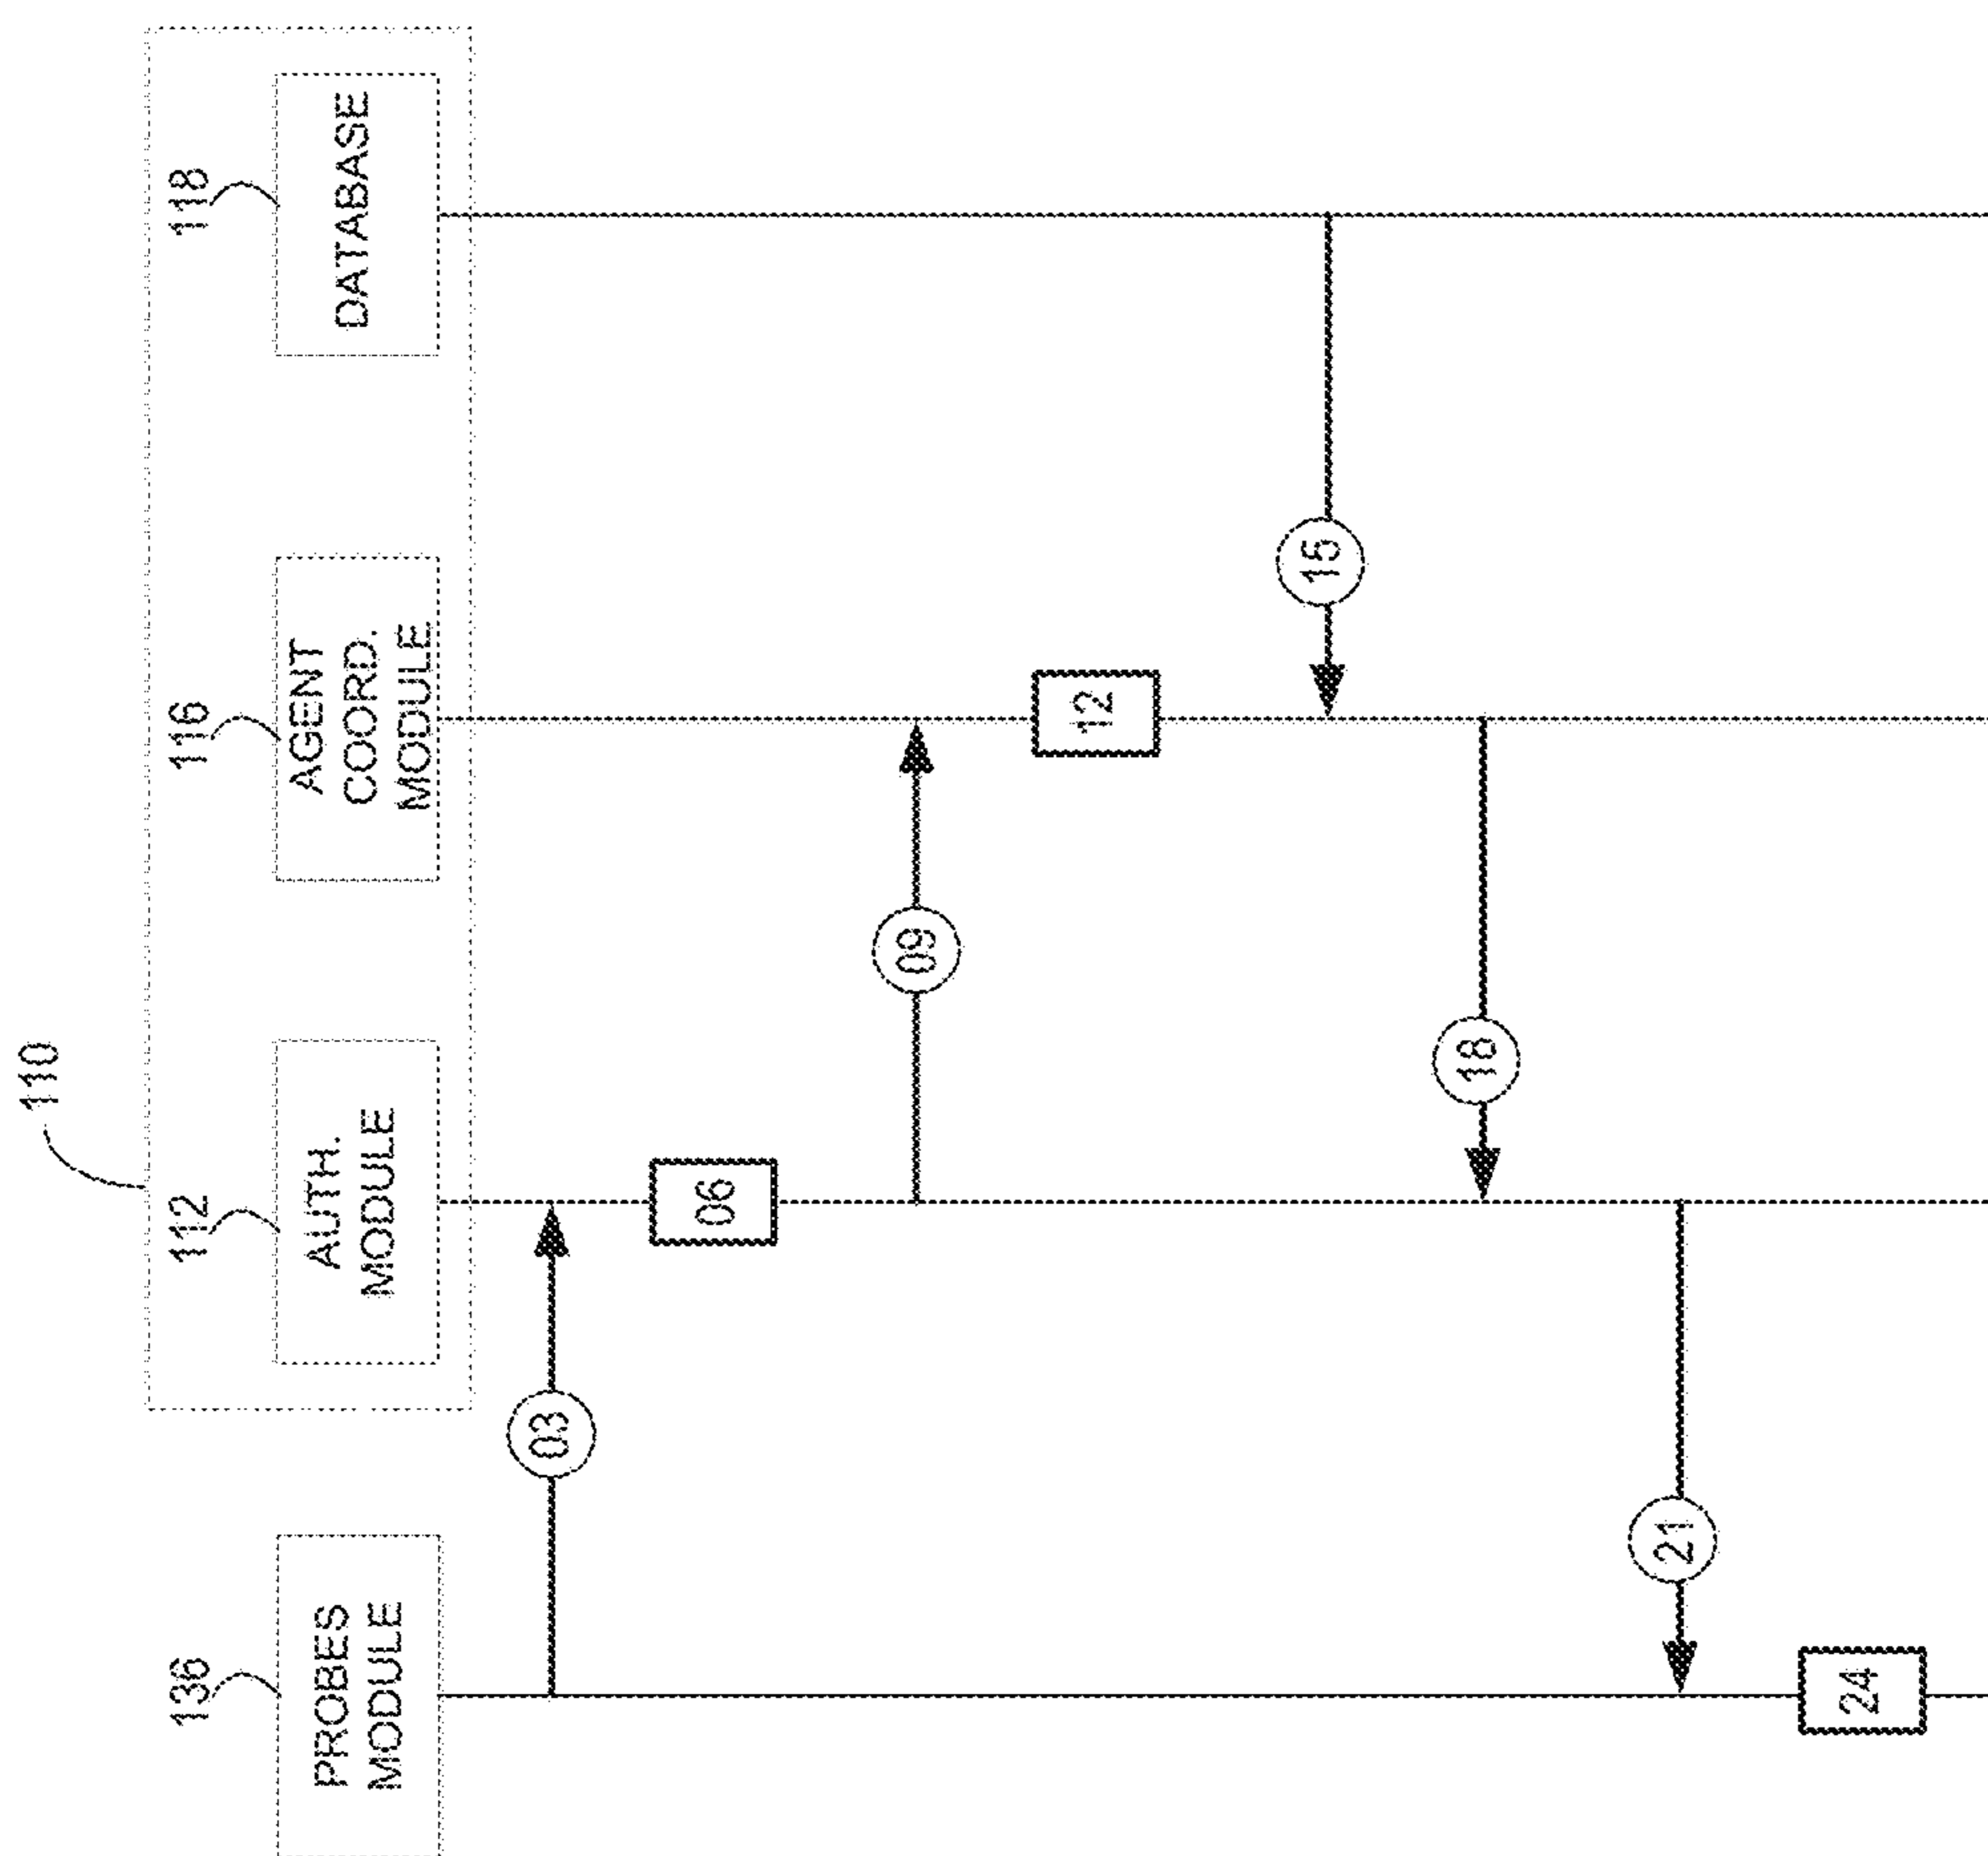 110
136
112
116
118
PROBES
MODULE
AUTH.
MODULE
AGENT
COORD.
MODULE
DATABASE
03
06
09
12
15
18
21
24